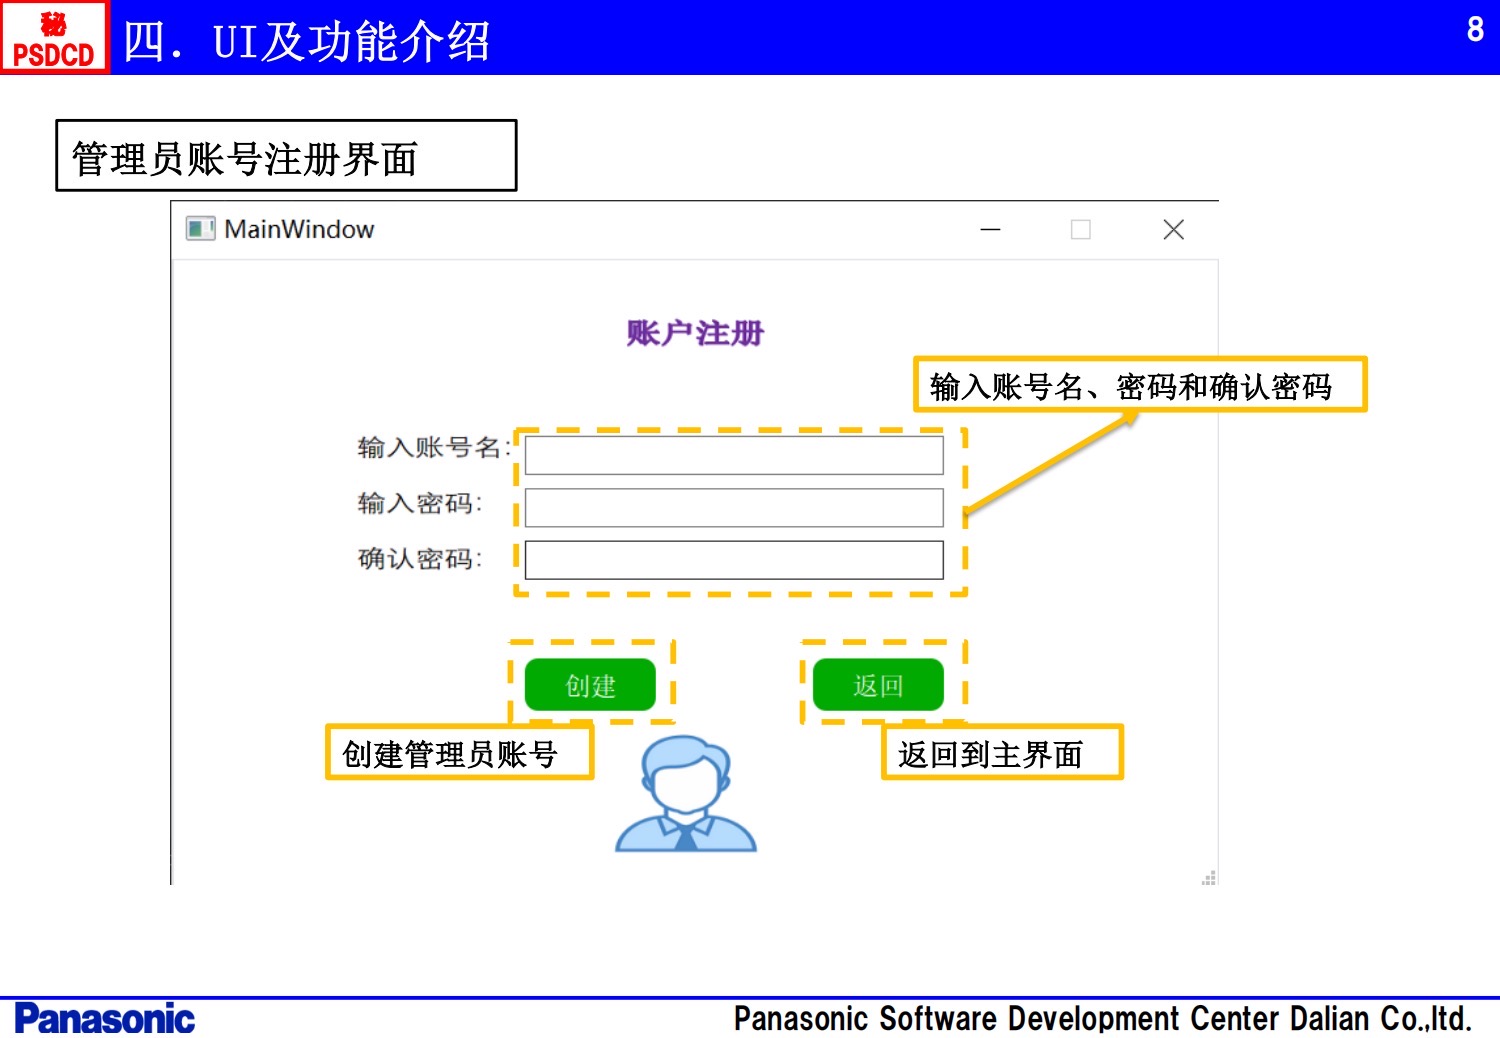 秘
PSDCD
四．UI及功能介绍
8
管理员账号注册界面
MainWindow
账户注册
输入账号名、密码和确认密码
输入账号名:
输入密码:
确认密码:
创建
返回
创建管理员账号
返回到主界面
Panasonic
Panasonic Software Development Center Dalian Co.,ltd.